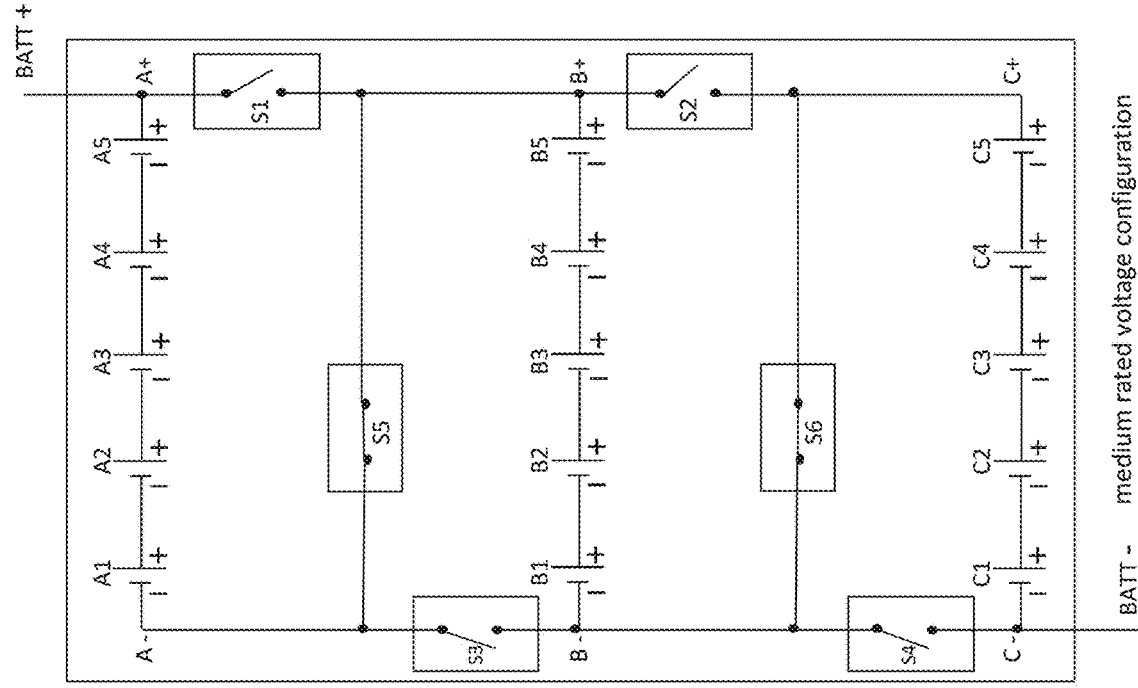 BATT +
A+
S1
B+
S2
C+
A5
B5
C5
A4
B4
C4
A3
S5
B3
S6
C3
A2
B2
C2
A1
B1
C1
A -
S3
B -
S4
C -
BATT -
medium rated voltage configuration